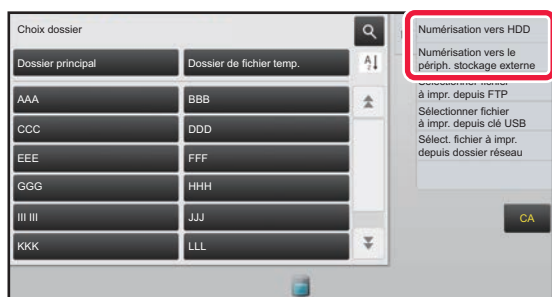 Choix dossier
Dossier principal
Dossier de fichier temp.
AAA
BBB
CCC
DDD
EEE
FFF
GGG
HHH
III III
JJJ
KKK
LLL
Numérisation vers HDD
Numérisation vers le
périph. stockage externe
Sélectionner fichier
à impr. depuis FTP
Sélectionner fichier
à impr. depuis clé USB
Sélect. fichier à impr.
depuis dossier réseau
CA